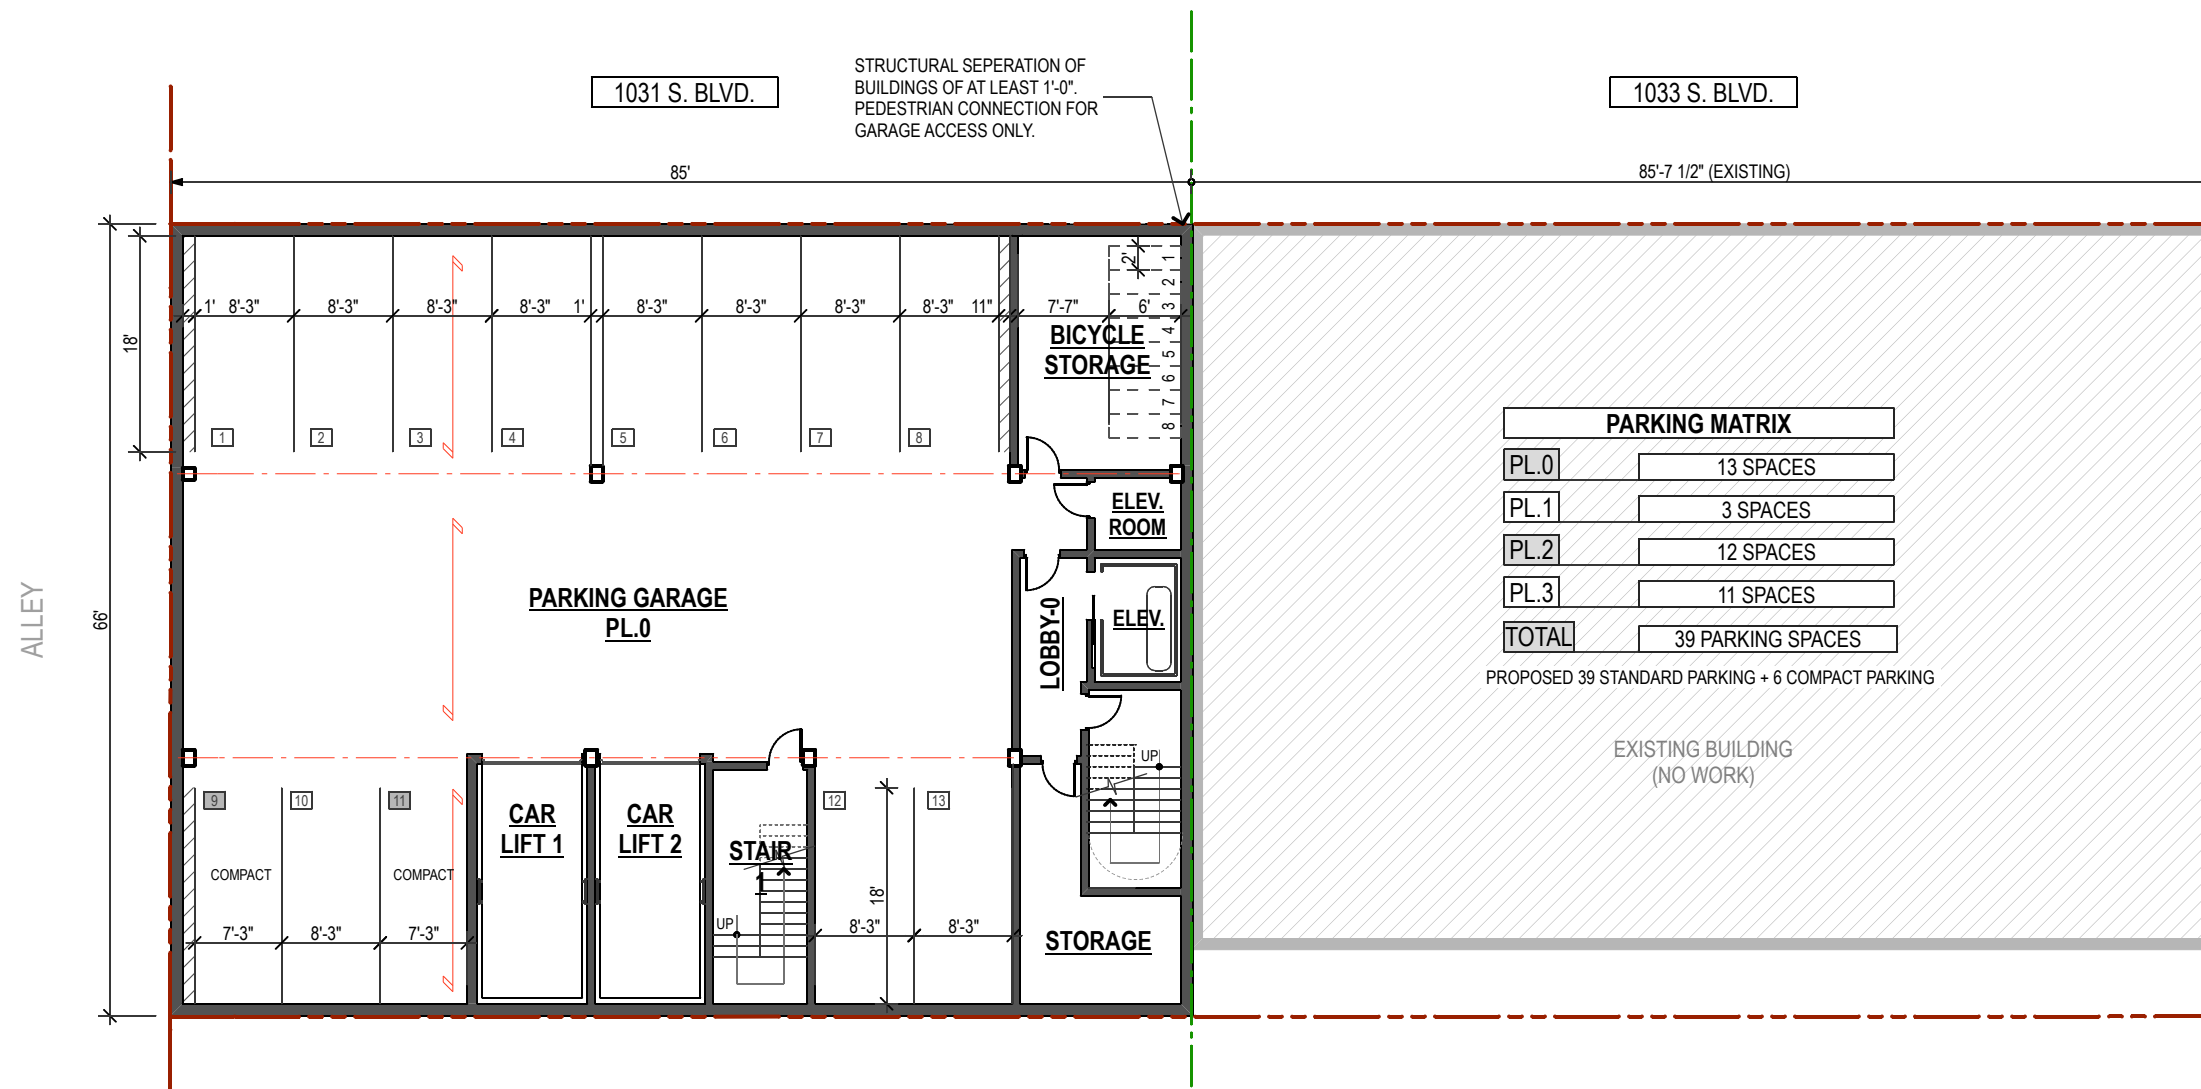 STRUCTURAL SEPERATION OF
BUILDINGS OF AT LEAST 1'-0".
PEDESTRIAN CONNECTION FOR
GARAGE ACCESS ONLY.
1031 S. BLVD.
1033 S. BLVD.
85'
85'-7 1/2" (EXISTING)
ALLEY
66'
18'
1' 8'-3" 8'-3" 8'-3" 8'-3" 1' 8'-3" 8'-3" 8'-3" 8'-3" 11" 7'-7" 6'
2'
1
2
3
4
5
6
7
8
BICYCLE
STORAGE
1 2 3 4 5 6 7 8
ELEV.
ROOM
PARKING GARAGE
PL.0
LOBBY-0
ELEV.
UP
9 10 11 12 13
CAR
LIFT 1
CAR
LIFT 2
STAIR
1
COMPACT COMPACT
18'
UP
7'-3" 8'-3" 7'-3" 8'-3" 8'-3"
STORAGE
PARKING MATRIX
PL.0 13 SPACES
PL.1 3 SPACES
PL.2 12 SPACES
PL.3 11 SPACES
TOTAL 39 PARKING SPACES
PROPOSED 39 STANDARD PARKING + 6 COMPACT PARKING
EXISTING BUILDING
(NO WORK)